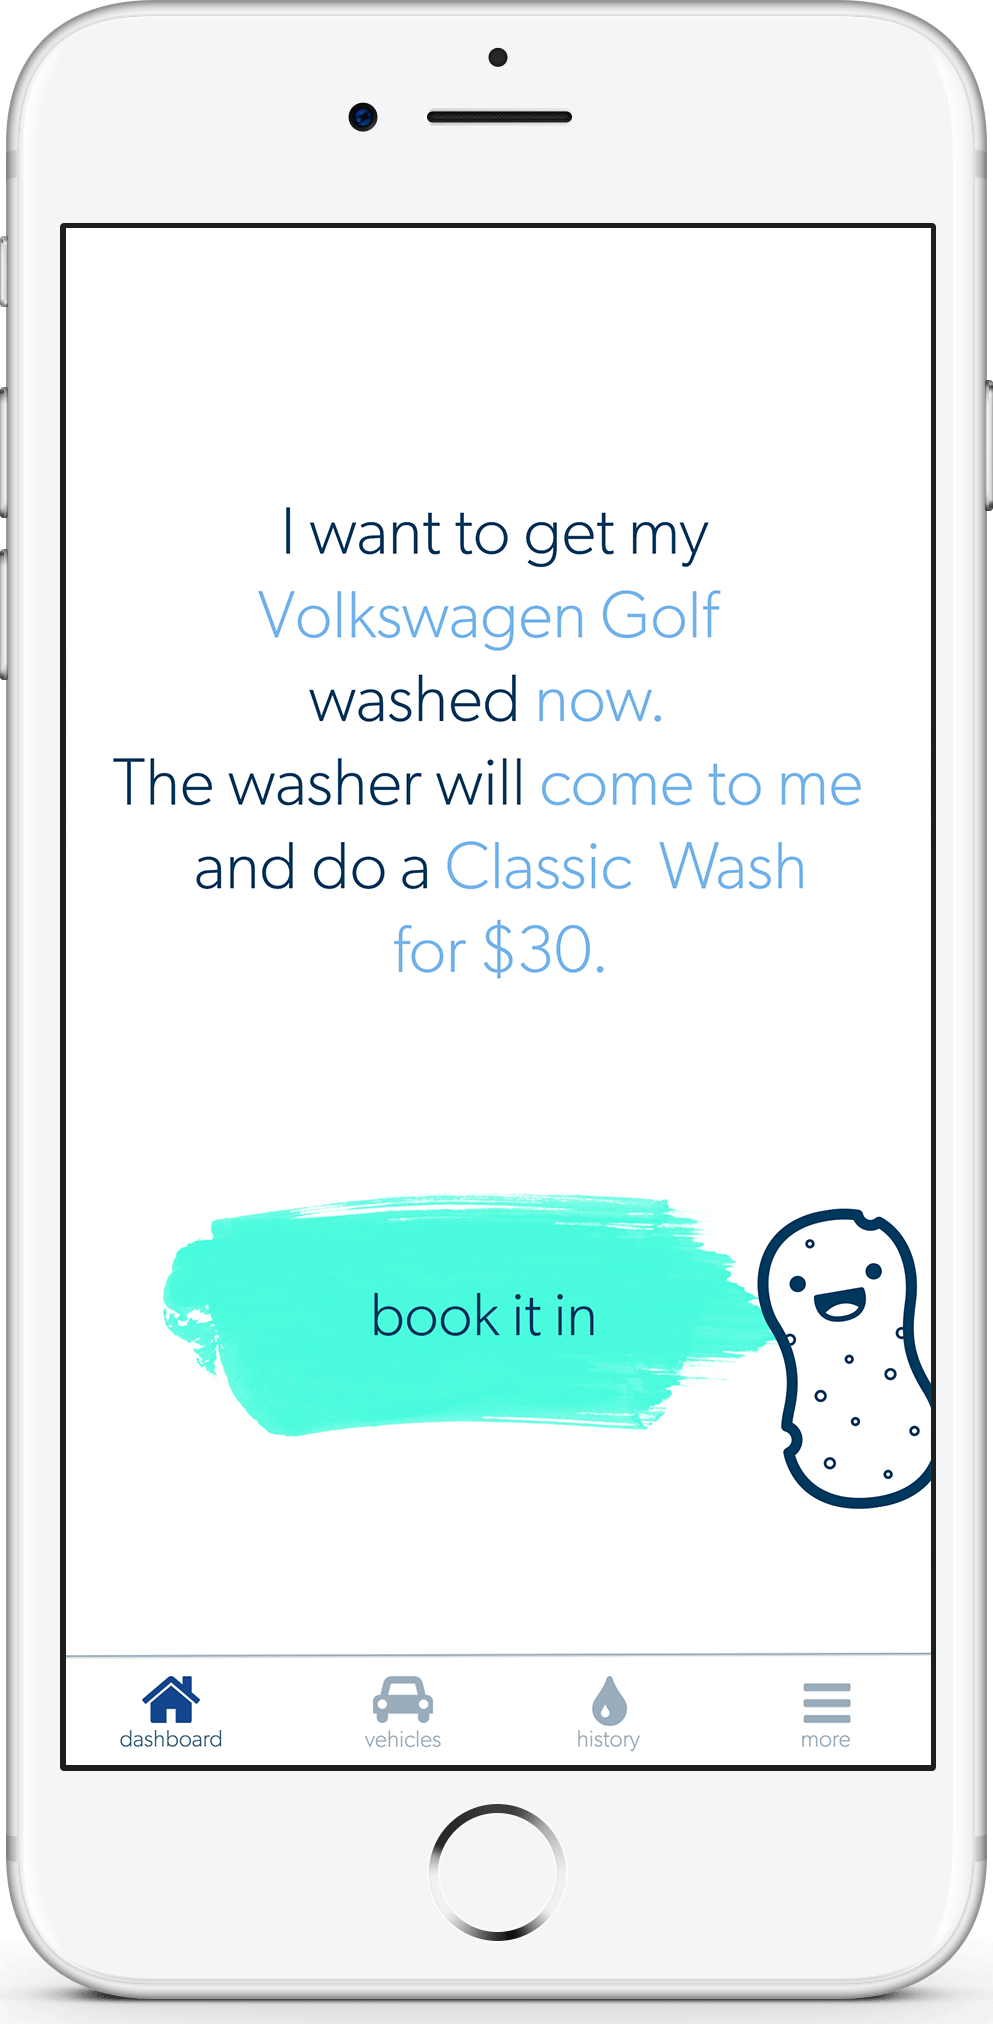 I want to get my
Volkswagen Golf
washed now.
The washer will come to me
and do a Classic Wash
for $30.
book it in
dashboard vehicles history more